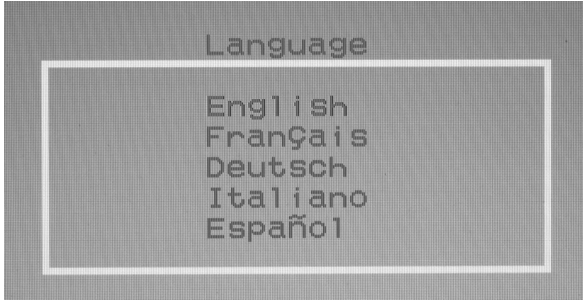 Language
English
Français
Deutsch
Italiano
Español